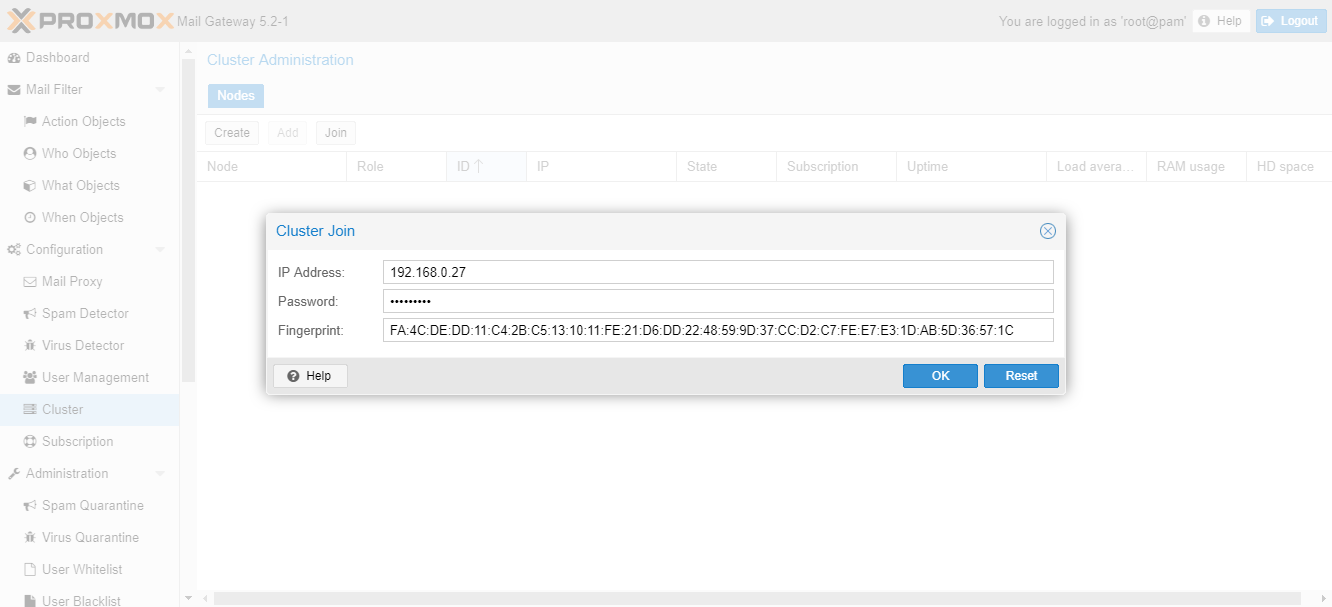 PROXMOX Mail Gateway 5.2-1 You are logged in as 'root@pam' Help Logout
Dashboard
Mail Filter
Action Objects
Who Objects
What Objects
When Objects
Configuration
Mail Proxy
Spam Detector
Virus Detector
User Management
Cluster
Subscription
Administration
Spam Quarantine
Virus Quarantine
User Whitelist
User Blacklist
Cluster Administration
Nodes
Create Add Join
Node Role ID IP State Subscription Uptime Load avera... RAM usage HD space
Cluster Join
IP Address: 192.168.0.27
Password: •••••••••
Fingerprint: FA:4C:DE:DD:11:C4:2B:C5:13:10:11:FE:21:D6:DD:22:48:59:9D:37:CC:D2:C7:FE:E7:E3:1D:AB:5D:36:57:1C
Help OK Reset